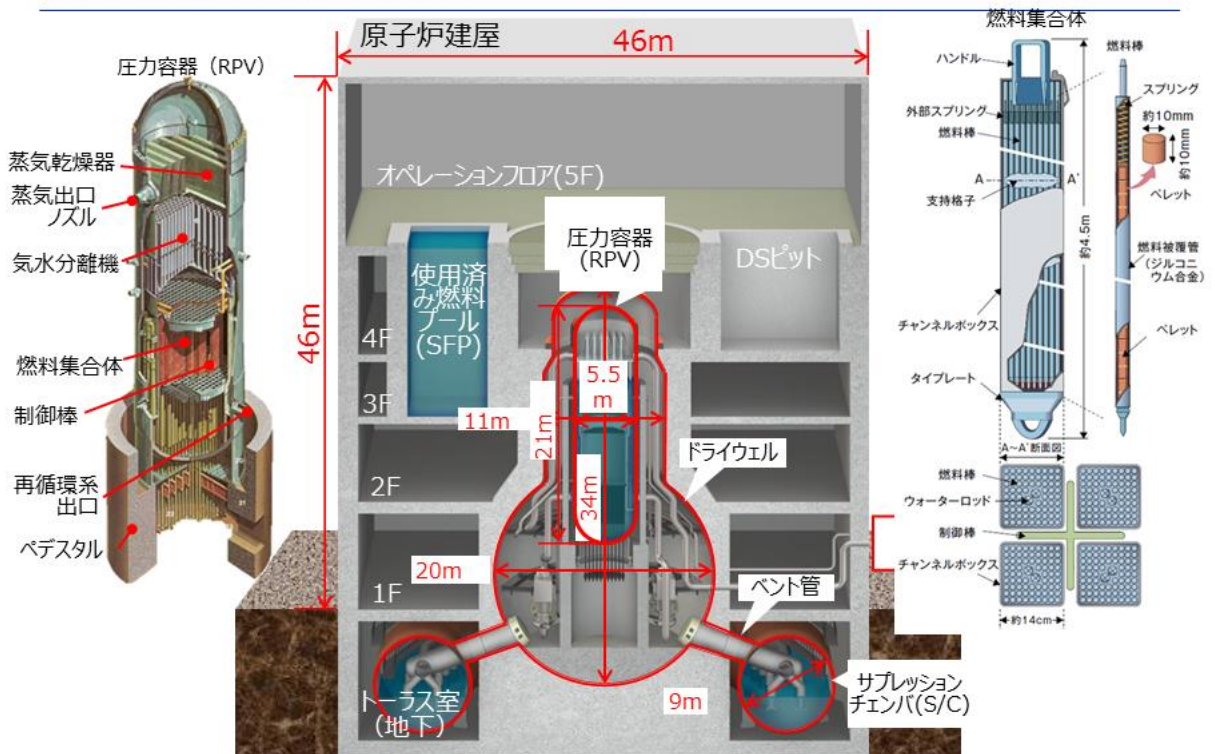 原子炉建屋
46m
46m
圧力容器（RPV）
蒸気乾燥器
蒸気出口
ノズル
気水分離機
燃料集合体
制御棒
再循環系
出口
ペデスタル
オペレーションフロア(5F)
使用済
み燃料
プール
(SFP)
圧力容器
(RPV)
DSピット
4F
3F
2F
1F
5.5
m
11m
21m
34m
20m
9m
ドライウェル
ベント管
サプレッション
チェンバ(S/C)
トーラス室
(地下)
燃料集合体
ハンドル
外部スプリング
燃料棒
A
A'
支持格子
チャンネルボックス
タイプレート
約4.5m
燃料棒
スプリング
約10mm
約10mm
ペレット
燃料被覆管
(ジルコニ
ウム合金)
ペレット
A～A'断面図
燃料棒
ウォーターロッド
制御棒
チャンネルボックス
約14cm